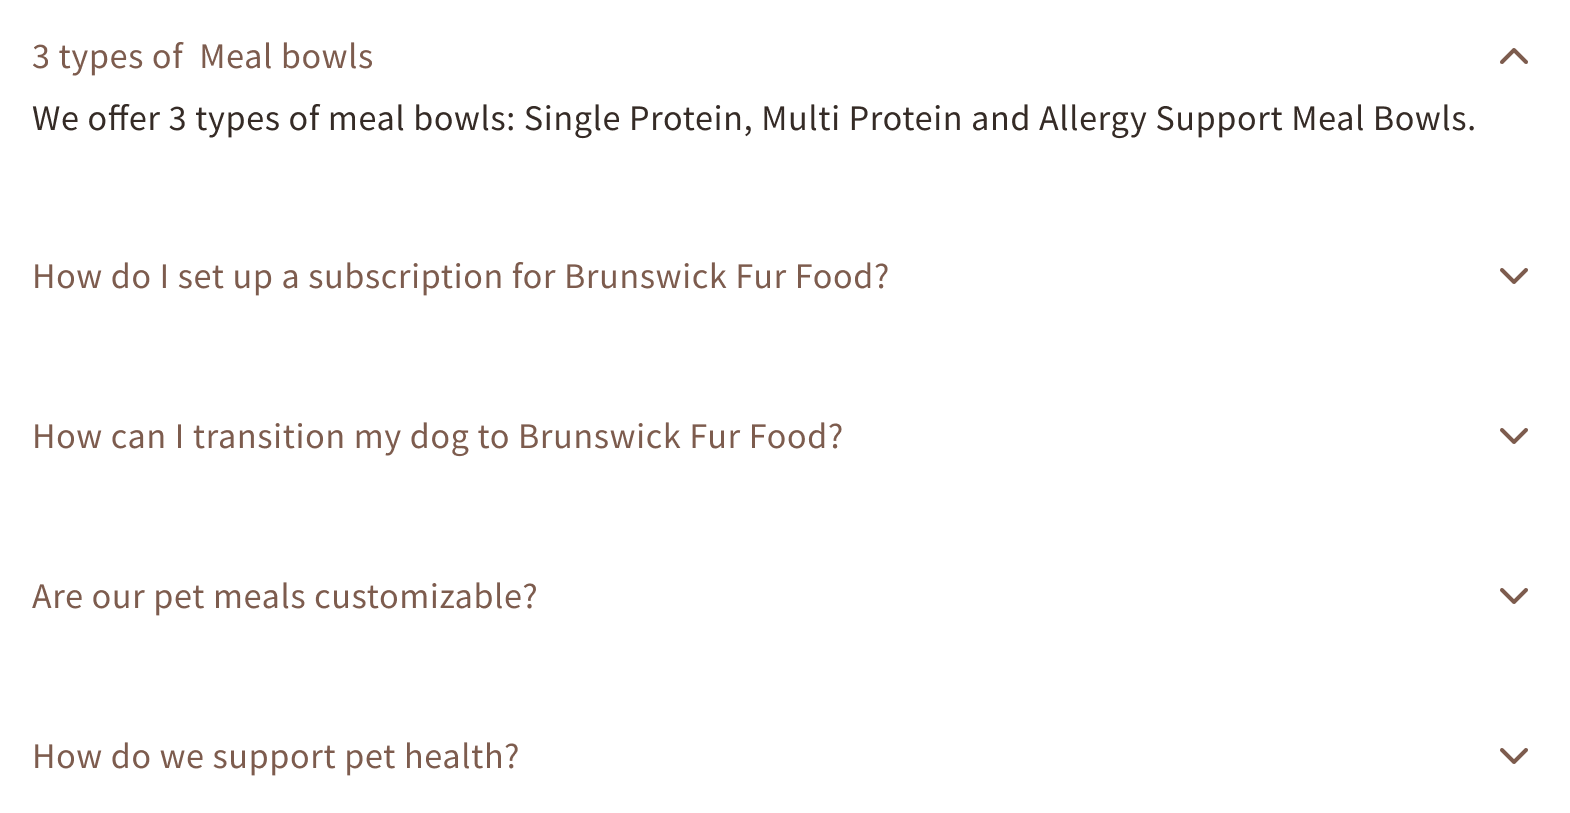 3 types of  Meal bowls
We offer 3 types of meal bowls: Single Protein, Multi Protein and Allergy Support Meal Bowls.
How do I set up a subscription for Brunswick Fur Food?
How can I transition my dog to Brunswick Fur Food?
Are our pet meals customizable?
How do we support pet health?